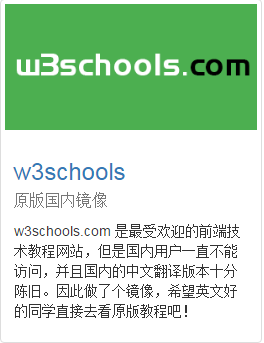 w3schools.com
w3schools
原版国内镜像
w3schools.com 是最受欢迎的前端技
术教程网站，但是国内用户一直不能
访问，并且国内的中文翻译版本十分
陈旧。因此做了个镜像，希望英文好
的同学直接去看原版教程吧！